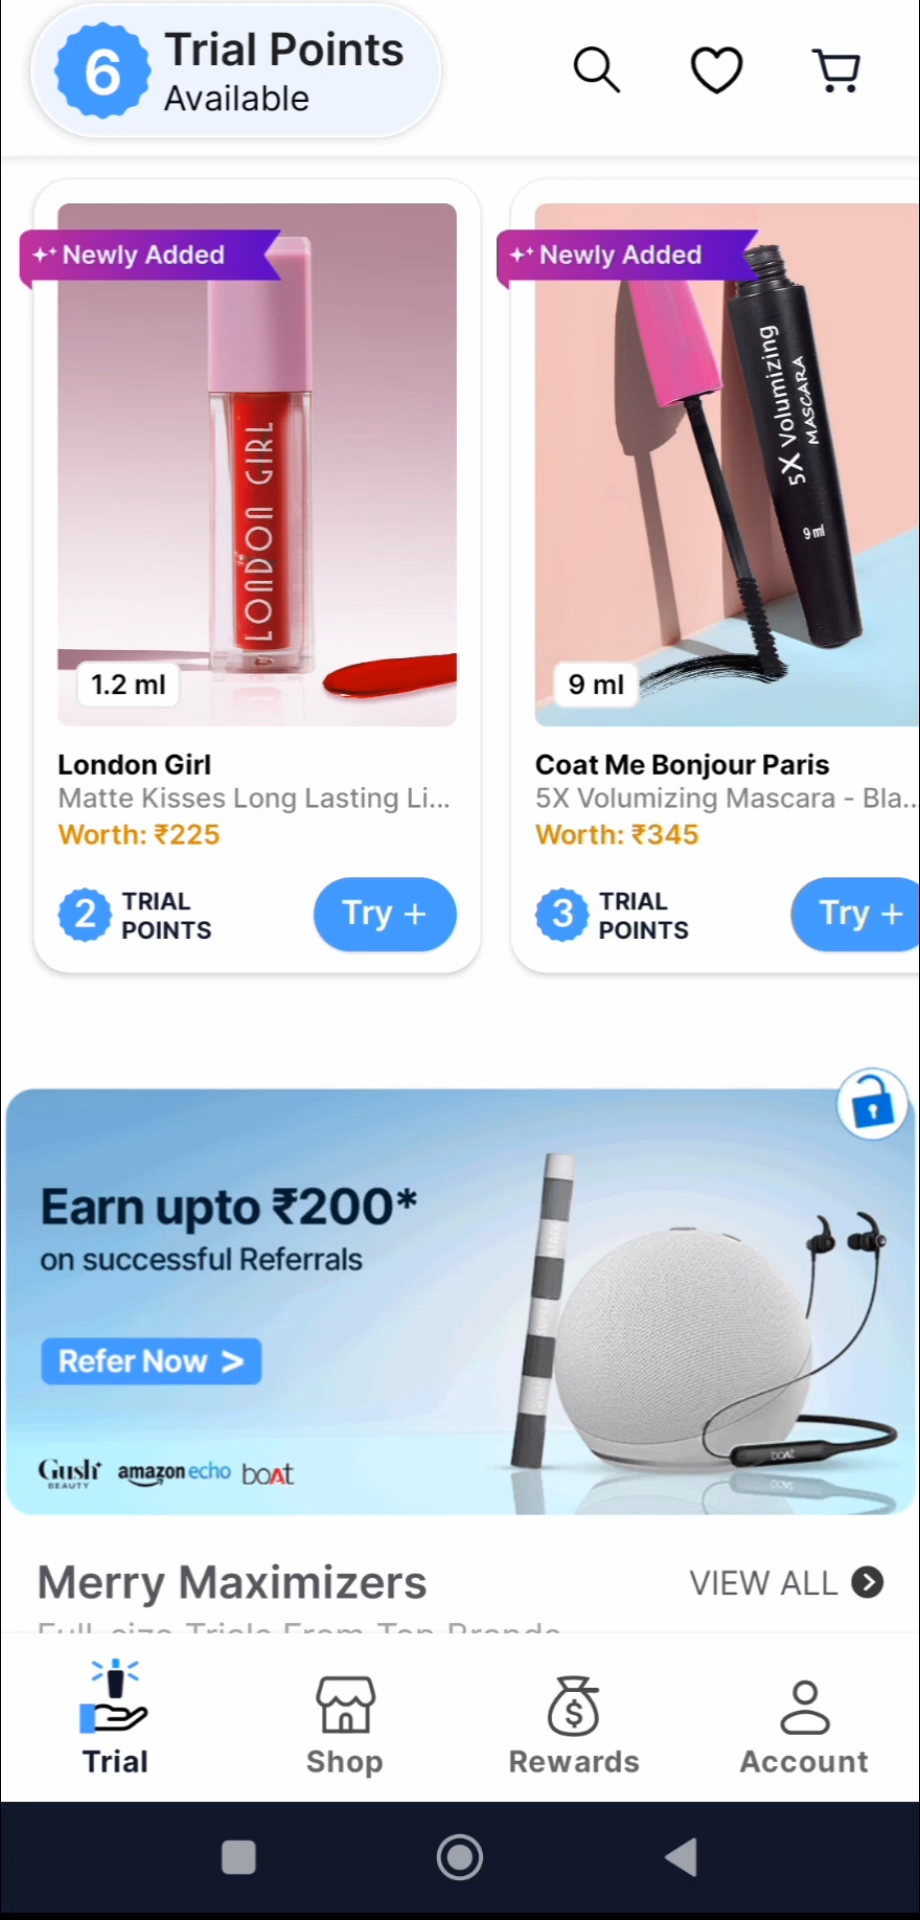 6
Trial Points
Available
Newly Added
LONDON GIRL
1.2 ml
London Girl
Matte Kisses Long Lasting Li...
Worth: ₹225
2
TRIAL
POINTS
Try +
Newly Added
5X Volumizing
MASCARA
9 ml
9 ml
Coat Me Bonjour Paris
5X Volumizing Mascara - Bla..
Worth: ₹345
3
TRIAL
POINTS
Try +
Earn upto ₹200*
on successful Referrals
Refer Now >
Gush
BEAUTY
amazon echo
boAt
boAt
Merry Maximizers
VIEW ALL
Full-size Trials From Top Brands
Trial
Shop
Rewards
Account